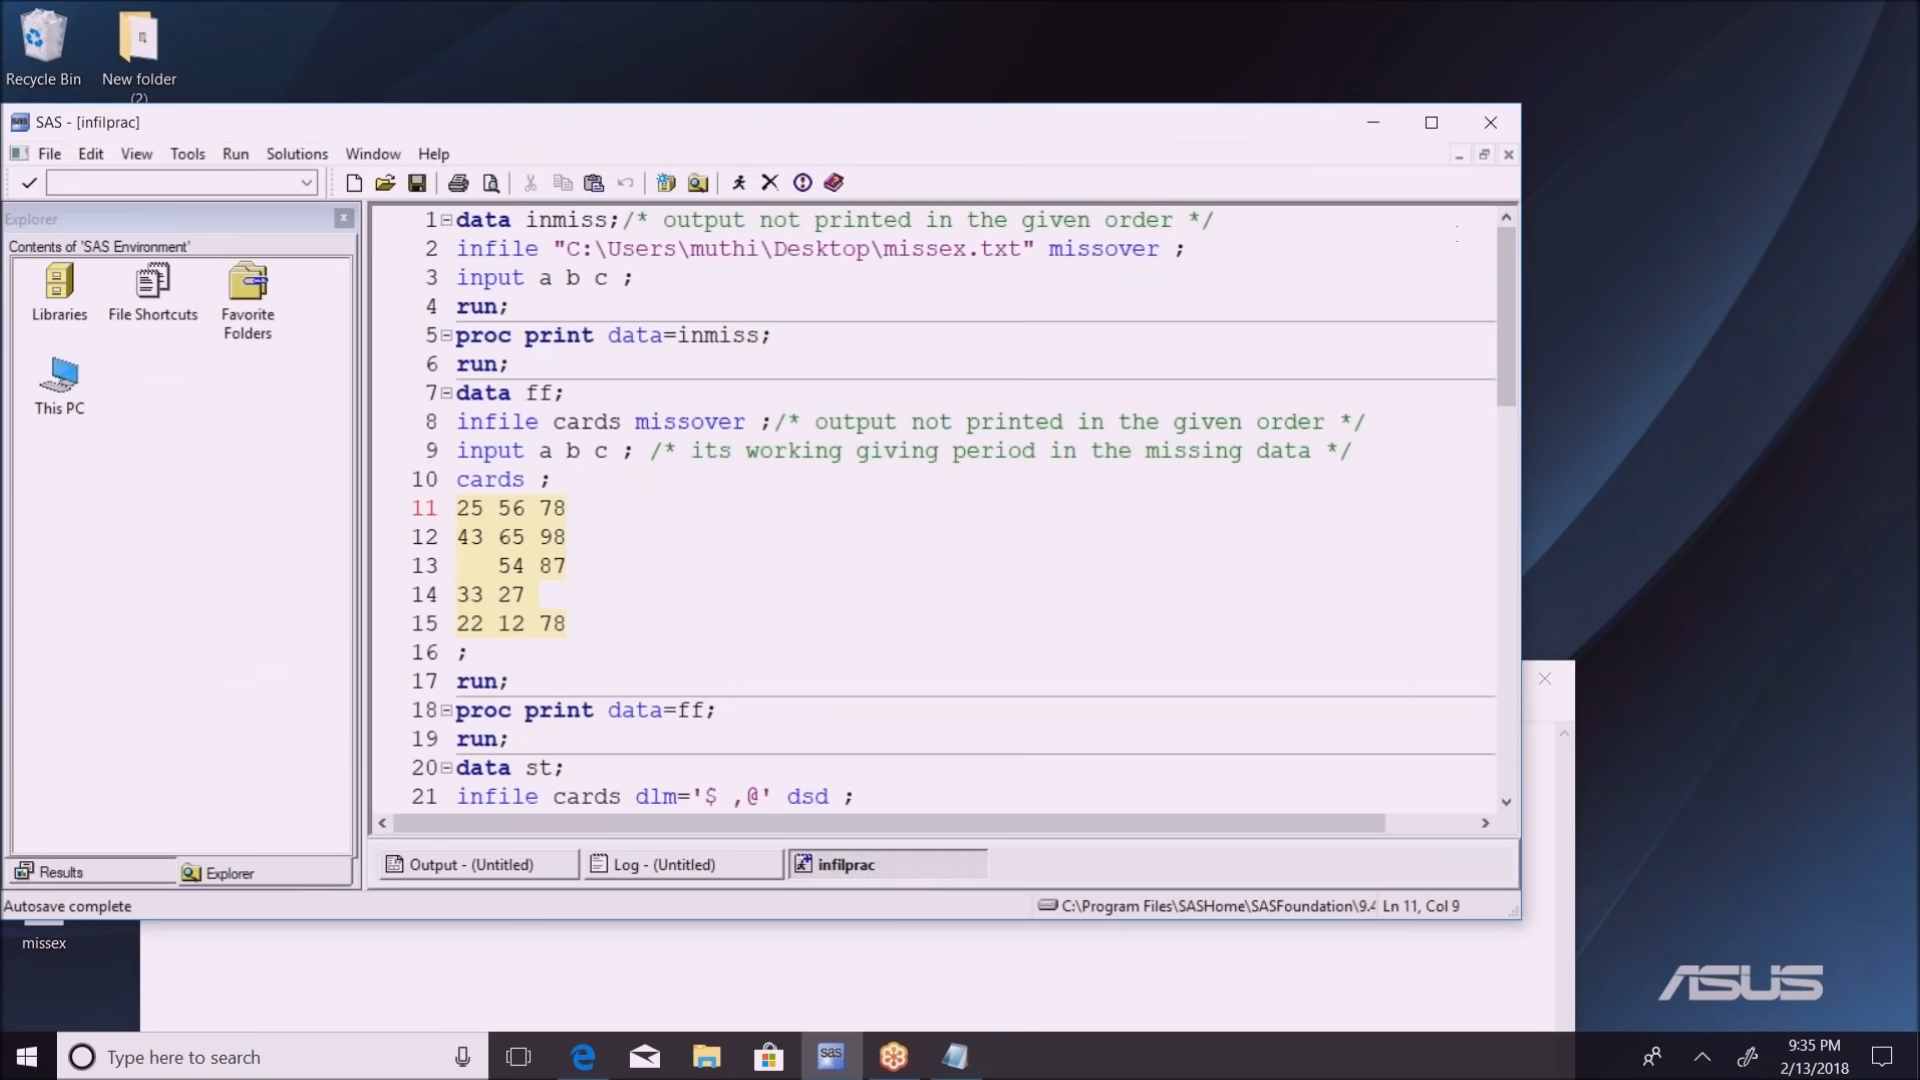 Recycle Bin
New folder
(2)
SAS - [infilprac]
File Edit View Tools Run Solutions Window Help
Explorer
Contents of 'SAS Environment'
Libraries
File Shortcuts
Favorite
Folders
This PC
1 data inmiss;/* output not printed in the given order */
2 infile "C:\Users\muthi\Desktop\missex.txt" missover ;
3 input a b c ;
4 run;
5 proc print data=inmiss;
6 run;
7 data ff;
8 infile cards missover ;/* output not printed in the given order */
9 input a b c ; /* its working giving period in the missing data */
10 cards ;
11 25 56 78
12 43 65 98
13    54 87
14 33 27
15 22 12 78
16 ;
17 run;
18 proc print data=ff;
19 run;
20 data st;
21 infile cards dlm='$ ,@' dsd ;
Results
Explorer
Output - (Untitled)
Log - (Untitled)
infilprac
Autosave complete
C:\Program Files\SASHome\SASFoundation\9.4
Ln 11, Col 9
missex
ASUS
Type here to search
sas
9:35 PM
2/13/2018